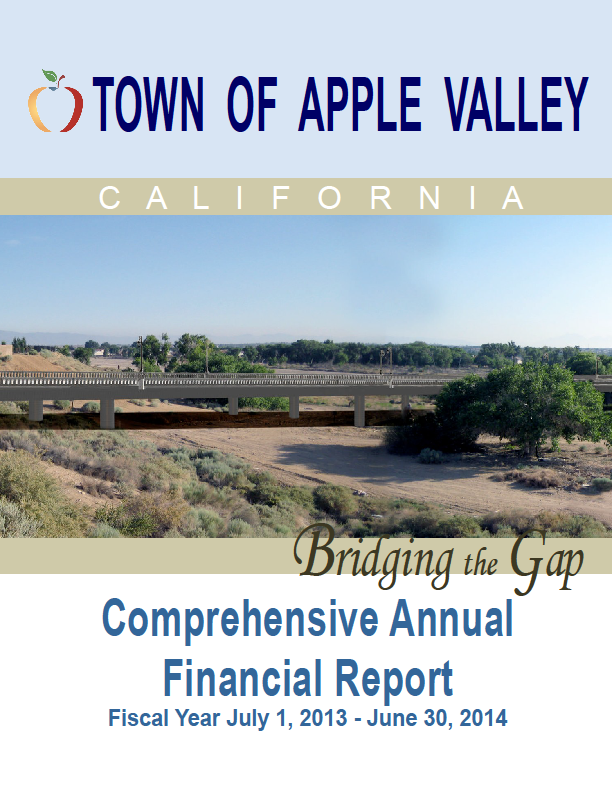 TOWN OF APPLE VALLEY
CALIFORNIA
Bridging the Gap
Comprehensive Annual
Financial Report
Fiscal Year July 1, 2013 - June 30, 2014